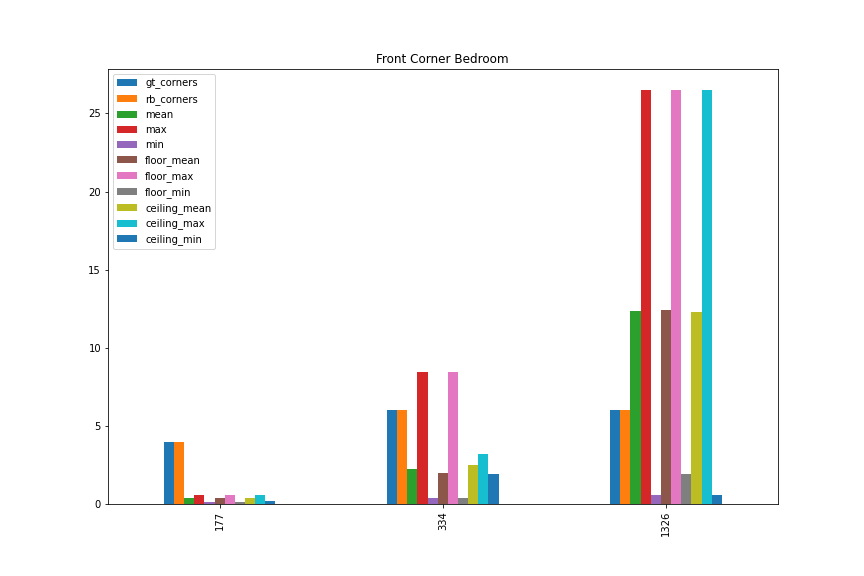 Front Corner Bedroom
gt_corners
rb_corners
mean
max
min
floor_mean
floor_max
floor_min
ceiling_mean
ceiling_max
ceiling_min
25
20
15
10
5
0
177
334
1326